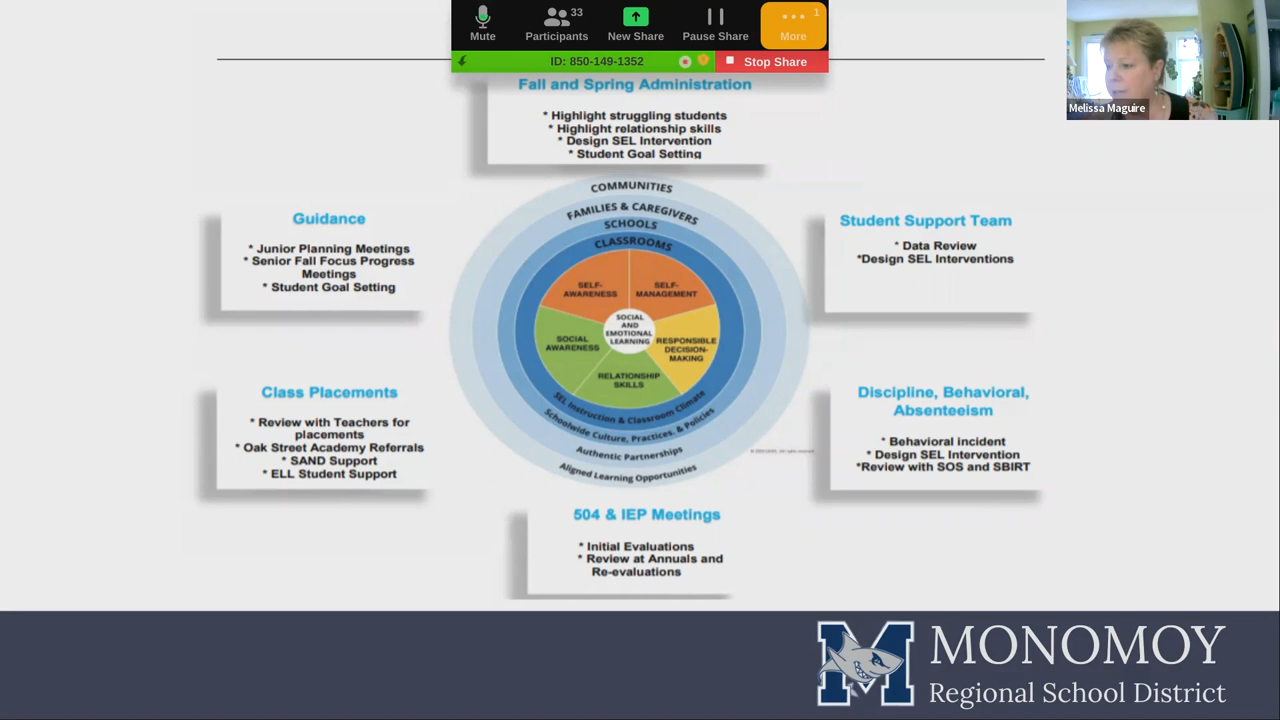 33
1
Mute
Participants
New Share
Pause Share
More
ID: 850-149-1352
Stop Share
Melissa Maguire
Fall and Spring Administration
* Highlight struggling students
* Highlight relationship skills
* Design SEL Intervention
* Student Goal Setting
Guidance
* Junior Planning Meetings
* Senior Fall Focus Progress
Meetings
* Student Goal Setting
COMMUNITIES
FAMILIES & CAREGIVERS
SCHOOLS
CLASSROOMS
SELF-
AWARENESS
SELF-
MANAGEMENT
SOCIAL
AND
EMOTIONAL
LEARNING
SOCIAL
AWARENESS
RESPONSIBLE
DECISION-
MAKING
RELATIONSHIP
SKILLS
SEL Instruction & Classroom Climate
Schoolwide Culture, Practices, & Policies
Authentic Partnerships
Aligned Learning Opportunities
Student Support Team
* Data Review
*Design SEL Interventions
Class Placements
* Review with Teachers for
placements
* Oak Street Academy Referrals
* SAND Support
* ELL Student Support
Discipline, Behavioral,
Absenteeism
* Behavioral incident
* Design SEL Intervention
*Review with SOS and SBIRT
504 & IEP Meetings
* Initial Evaluations
* Review at Annuals and
Re-evaluations
M
MONOMOY
Regional School District